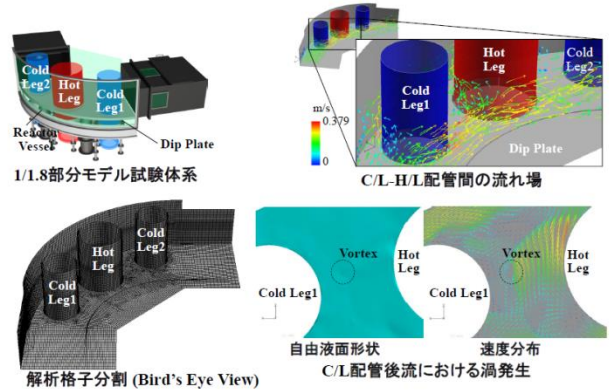 Cold
Leg2
Hot
Leg
Cold
Leg1
Reactor
Vessel
Dip Plate
1/1.8部分モデル試験体系
Hot
Leg
Cold
Leg2
Cold
Leg1
m/s
0.379
0
Dip Plate
C/L-H/L配管間の流れ場
Cold
Leg2
Hot
Leg
Cold
Leg1
解析格子分割 (Bird's Eye View)
Vortex
Hot
Leg
Cold Leg1
自由液面形状
Vortex
Hot
Leg
Cold Leg1
速度分布
C/L配管後流における渦発生